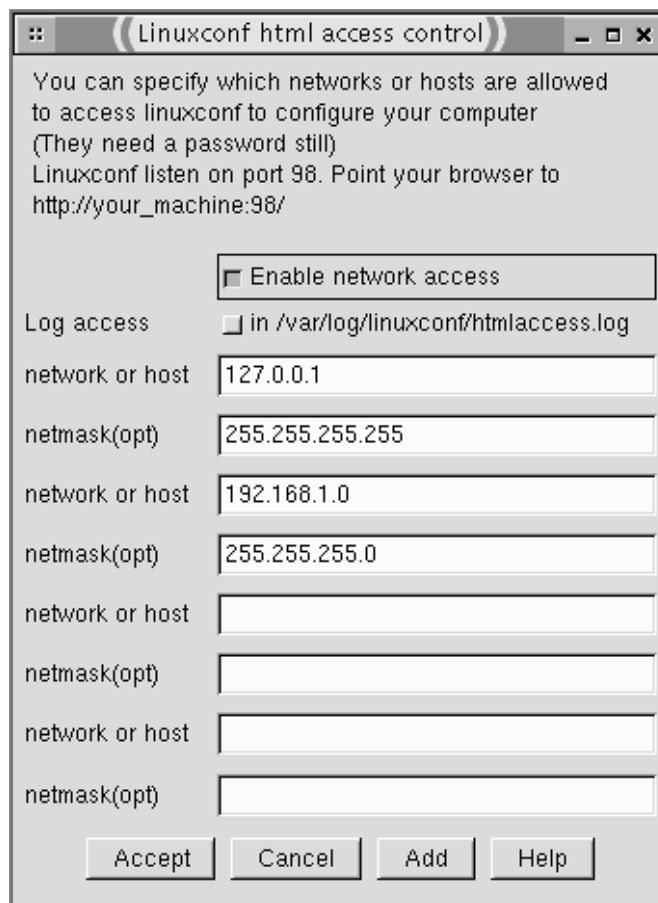 Linuxconf html access control
You can specify which networks or hosts are allowed
to access linuxconf to configure your computer
(They need a password still)
Linuxconf listen on port 98. Point your browser to
http://your_machine:98/
Enable network access
Log access in /var/log/linuxconf/htmlaccess.log
network or host 127.0.0.1
netmask(opt) 255.255.255.255
network or host 192.168.1.0
netmask(opt) 255.255.255.0
network or host
netmask(opt)
network or host
netmask(opt)
Accept Cancel Add Help